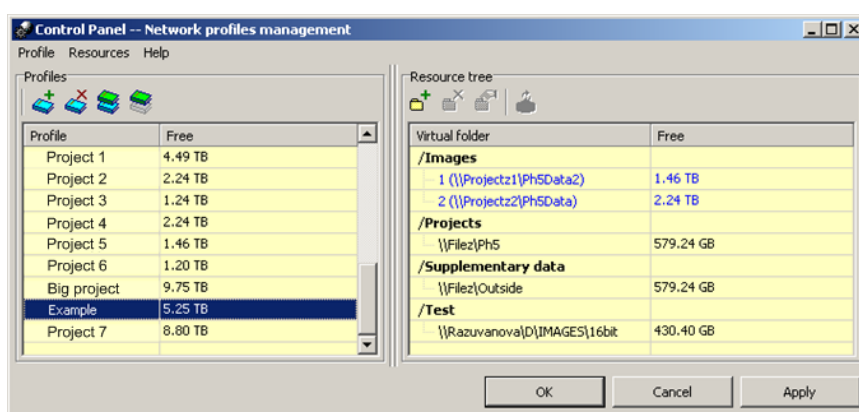 Control Panel -- Network profiles management
Profile Resources Help
Profiles
Profile Free
Project 1 4.49 TB
Project 2 2.24 TB
Project 3 1.24 TB
Project 4 2.24 TB
Project 5 1.46 TB
Project 6 1.20 TB
Big project 9.75 TB
Example 5.25 TB
Project 7 8.80 TB
Resource tree
Virtual folder Free
/Images
1 (\\Projectz1\Ph5Data2) 1.46 TB
2 (\\Projectz2\Ph5Data) 2.24 TB
/Projects
\\Filez\Ph5 579.24 GB
/Supplementary data
\\Filez\Outside 579.24 GB
/Test
\\Razuvanova\D\IMAGES\16bit 430.40 GB
OK Cancel Apply